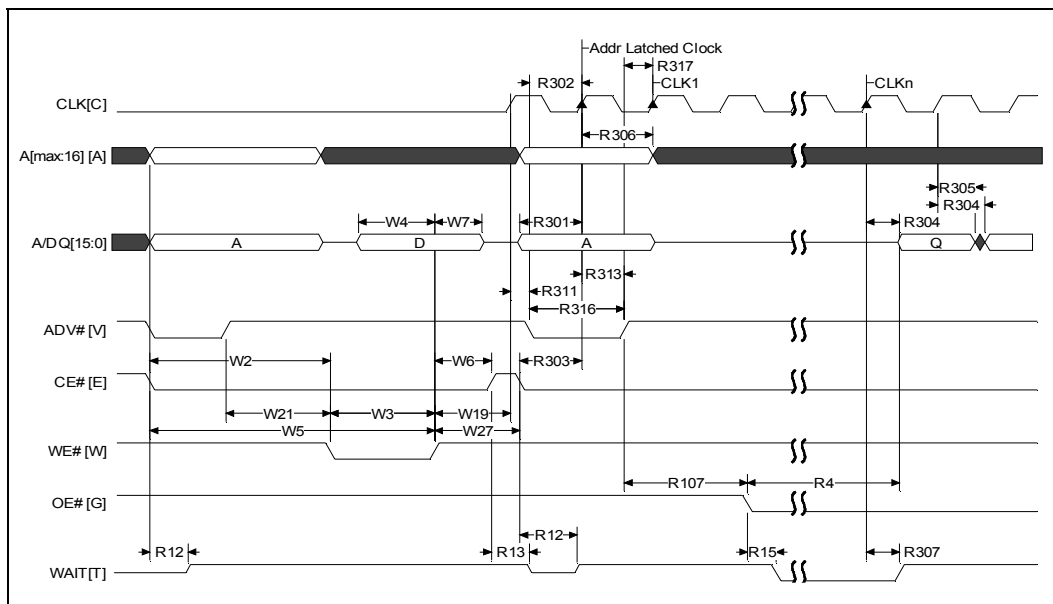 Addr Latched Clock
R317
R302
CLK1
CLKn
CLK[C]
R306
A[max:16] [A]
R305
R304
W4
W7
R301
R304
A/DQ[15:0]
A
D
A
Q
R313
R311
R316
ADV# [V]
W2
W6
R303
CE# [E]
W21
W3
W19
W5
W27
WE# [W]
R107
R4
OE# [G]
R12
R12
R13
R15
R307
WAIT[T]